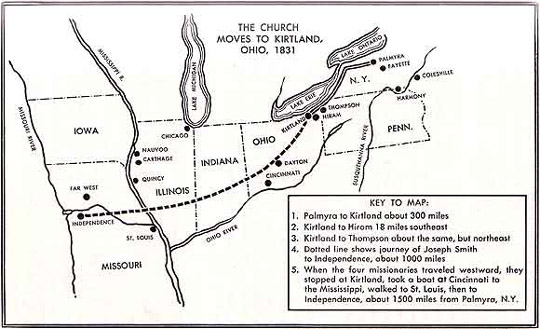 THE CHURCH
MOVES TO KIRTLAND,
OHIO, 1831
MISSISSIPPI R.
LAKE MICHIGAN
LAKE ONTARIO
PALMYRA
FAYETTE
COLESVILLE
N.Y.
LAKE ERIE
HARMONY
THOMPSON
KIRTLAND
HIRAM
MISSOURI RIVER
IOWA
CHICAGO
OHIO
PENN.
NAUVOO
CARTHAGE
INDIANA
DAYTON
SUSQUEHANNA RIVER
QUINCY
ILLINOIS
CINCINNATI
FAR WEST
INDEPENDENCE
ST. LOUIS
OHIO RIVER
MISSOURI
KEY TO MAP:
1. Palmyra to Kirtland about 300 miles
2. Kirtland to Hiram 18 miles southeast
3. Kirtland to Thompson about the same, but northeast
4. Dotted line shows journey of Joseph Smith
to Independence, about 1000 miles
5. When the four missionaries traveled westward, they
stopped at Kirtland, took a boat at Cincinnati to
the Mississippi, walked to St. Louis, then to
Independence, about 1500 miles from Palmyra, N.Y.